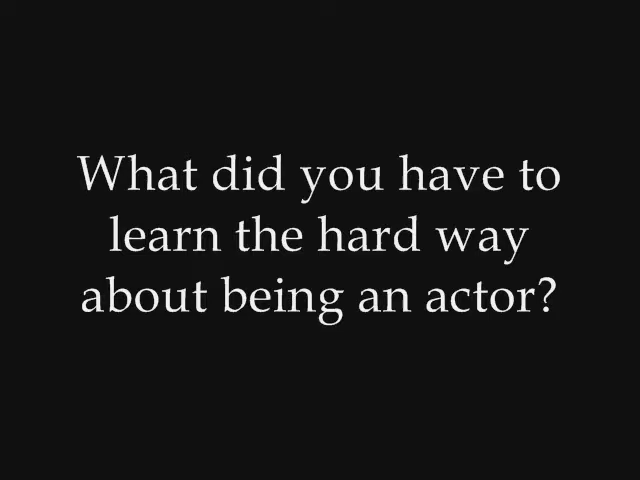 What did you have to
learn the hard way
about being an actor?